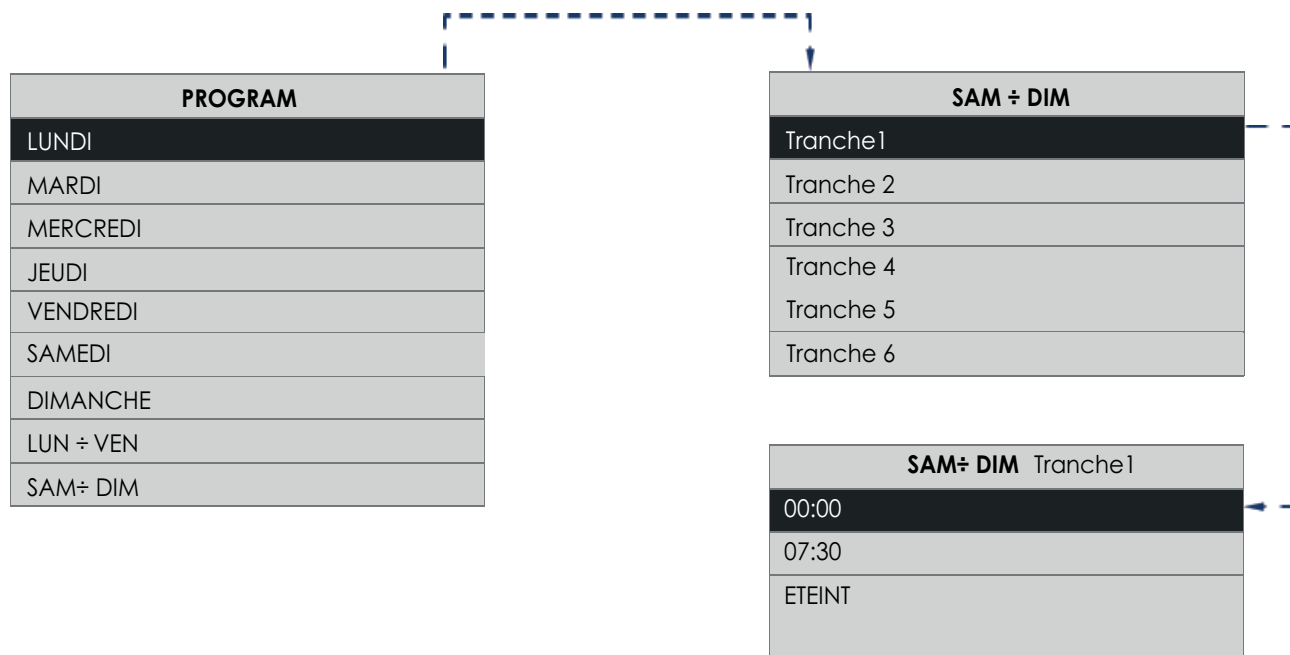 PROGRAM
LUNDI
MARDI
MERCREDI
JEUDI
VENDREDI
SAMEDI
DIMANCHE
LUN ÷ VEN
SAM÷ DIM
SAM ÷ DIM
Tranche1
Tranche 2
Tranche 3
Tranche 4
Tranche 5
Tranche 6
SAM÷ DIM Tranche1
00:00
07:30
ETEINT